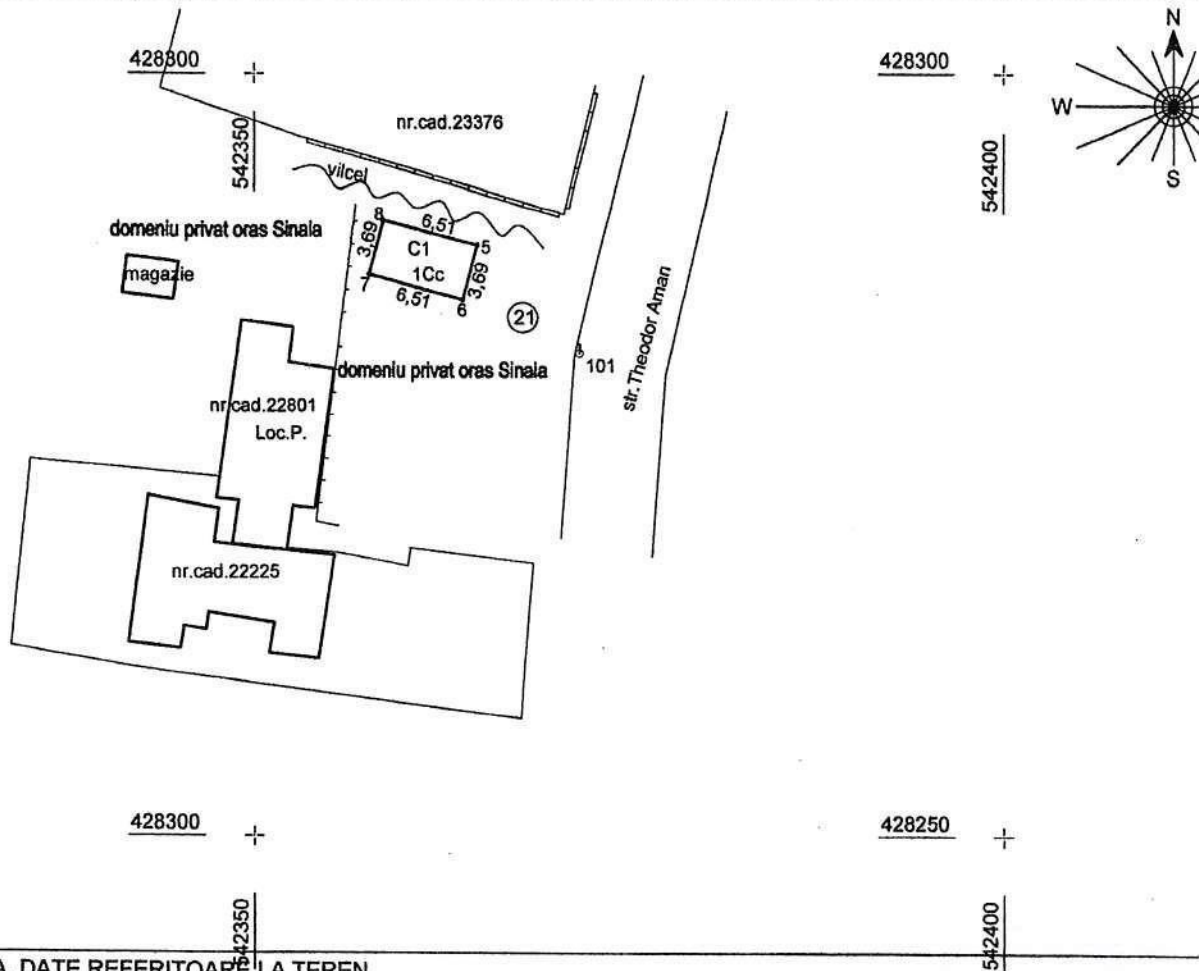 N
428300
428300
W
nr.cad.23376
542350
542400
vilcel
S
domeniu privat oras Sinaia
8
6,51
5
C1
3,69
magazie
1Cc
3,69
7
6,51
6
21
str.Theodor Aman
101
domeniu privat oras Sinaia
nr.cad.22801
Loc.P.
nr.cad.22225
428300
428250
542350
542400
A. DATE REFERITOARE LA TEREN